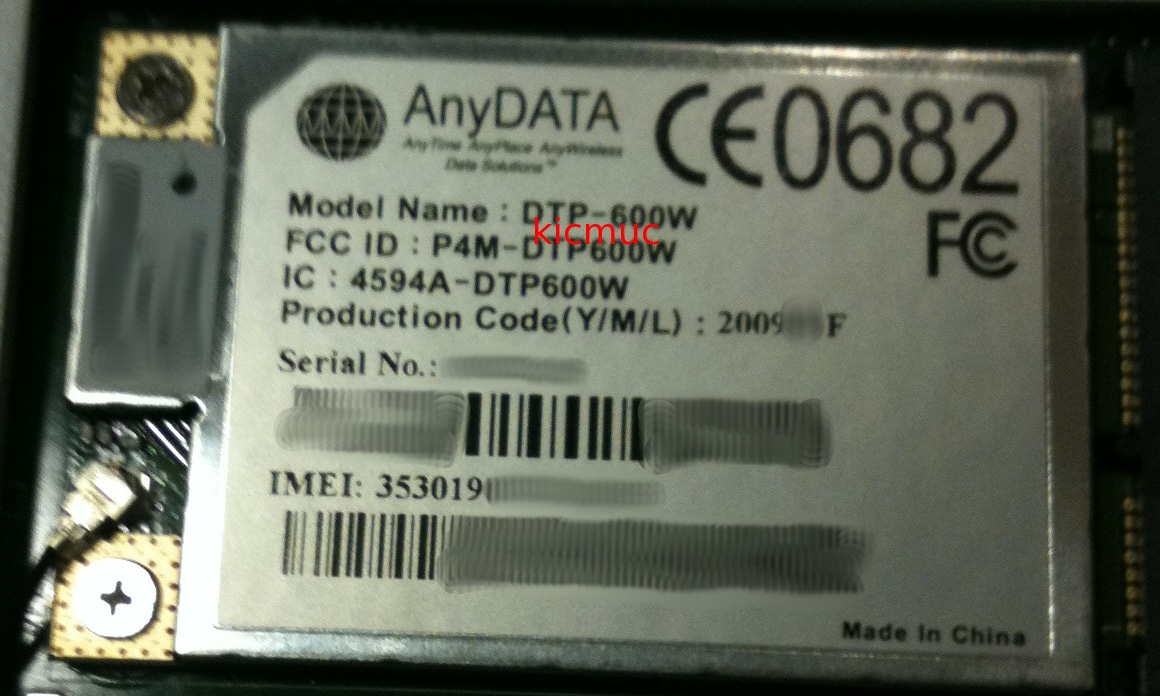 AnyDATA
AnyTime AnyPlace AnyWireless
Data Solutions™
CE0682
FCC
Model Name : DTP-600W
kicmuc
FCC ID : P4M-DTP600W
IC : 4594A-DTP600W
Production Code(Y/M/L) : 2009 F
Serial No.:
IMEI: 353019
Made In China